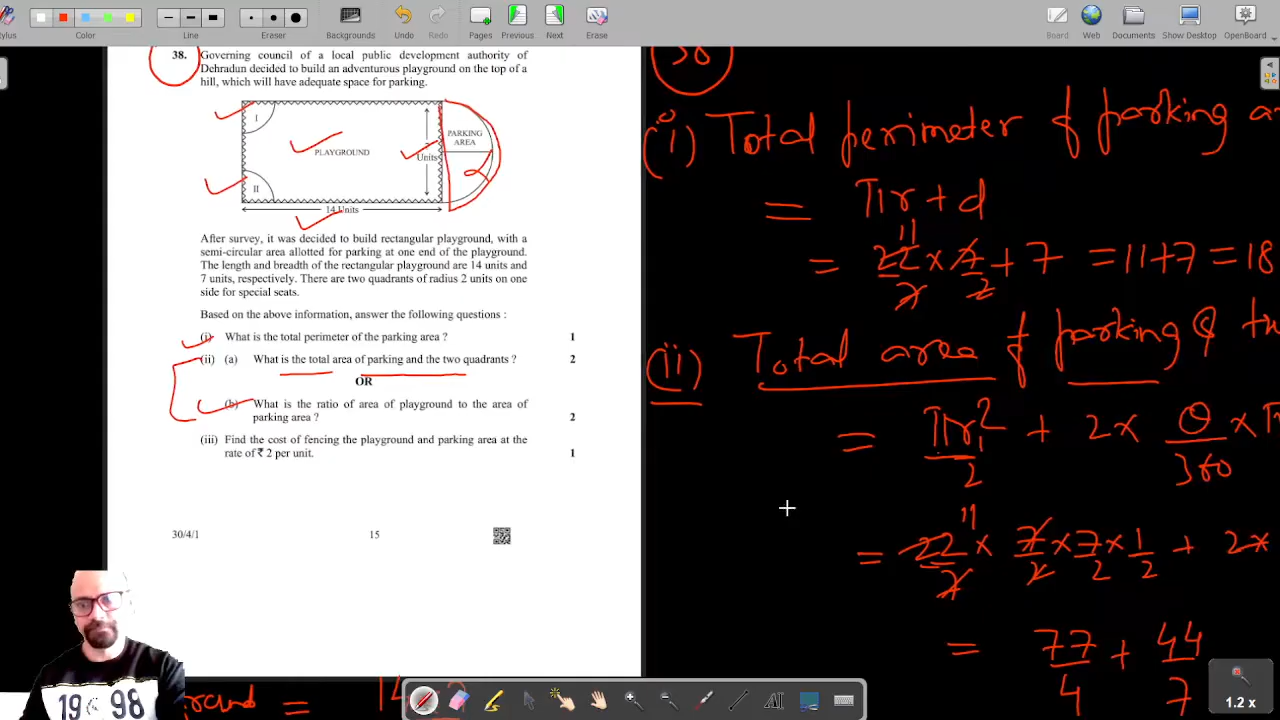 Stylus Color Line Eraser Backgrounds Undo Redo Pages Previous Next Erase Board Web Documents Show Desktop OpenBoard
38. Governing council of a local public development authority of
Dehradun decided to build an adventurous playground on the top of a
hill, which will have adequate space for parking.
I
PARKING
AREA
PLAYGROUND
Units
II
14 Units
After survey, it was decided to build rectangular playground, with a
semi-circular area allotted for parking at one end of the playground.
The length and breadth of the rectangular playground are 14 units and
7 units, respectively. There are two quadrants of radius 2 units on one
side for special seats.
Based on the above information, answer the following questions :
(i) What is the total perimeter of the parking area ? 1
(ii) (a) What is the total area of parking and the two quadrants ? 2
OR
(b) What is the ratio of area of playground to the area of
parking area ? 2
(iii) Find the cost of fencing the playground and parking area at the
rate of ₹ 2 per unit. 1
30/4/1 15
38
(i) Total perimeter of parking
= πr + d
= 22/7 × 7/2 + 7 = 11+7 = 18
11
(ii) Total area of parking &
= πr²/2 + 2× θ/360 ×
= 22/7 × 7/2 × 7/2 × 1/2 + 2×
11
= 77/4 + 44/7
= 14
19 98
1.2 x